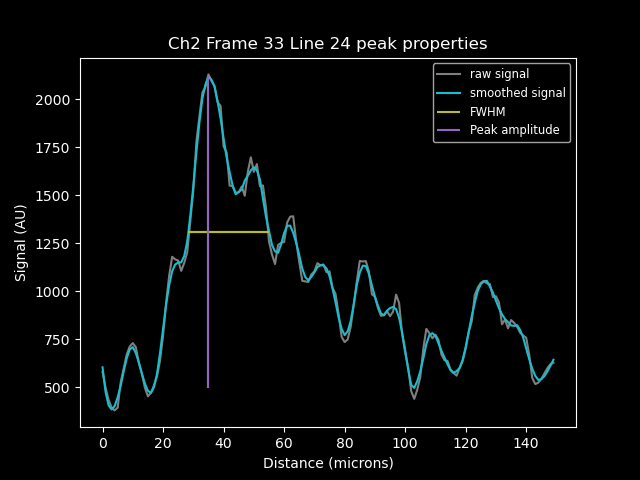 Ch2 Frame 33 Line 24 peak properties
raw signal
smoothed signal
FWHM
Peak amplitude
Signal (AU)
2000
1750
1500
1250
1000
750
500
0 20 40 60 80 100 120 140
Distance (microns)